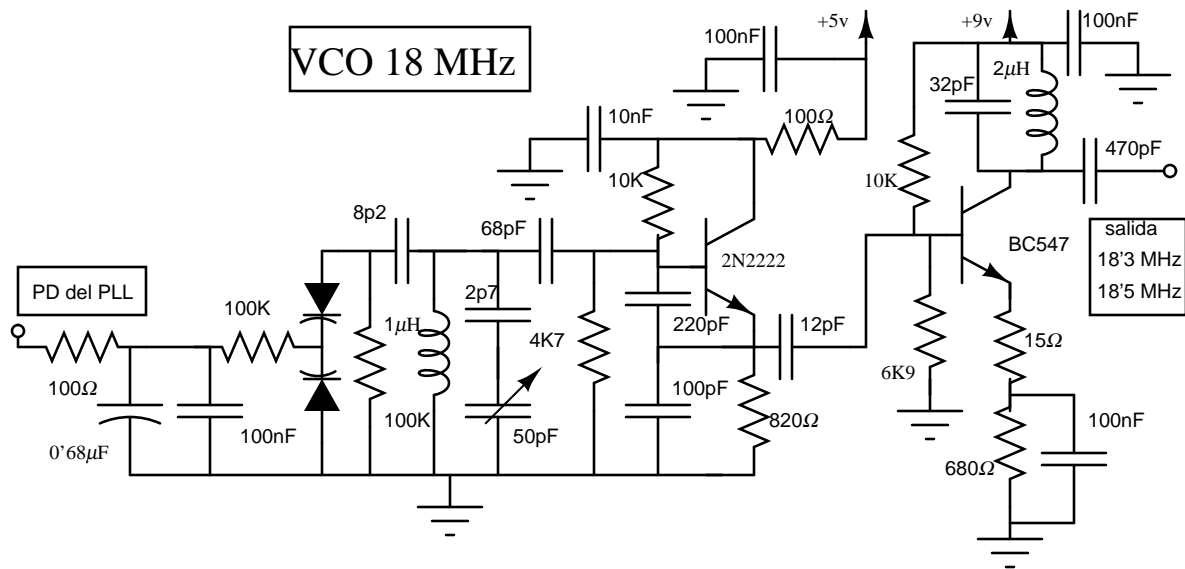 VCO 18 MHz
+5v
+9v
100nF
100nF
2µH
32pF
10nF
100Ω
470pF
10K
10K
8p2
68pF
2N2222
BC547
salida
18'3 MHz
18'5 MHz
PD del PLL
100K
2p7
1µH
4K7
220pF
12pF
15Ω
100Ω
6K9
100pF
100K
50pF
820Ω
100nF
100nF
0'68µF
680Ω